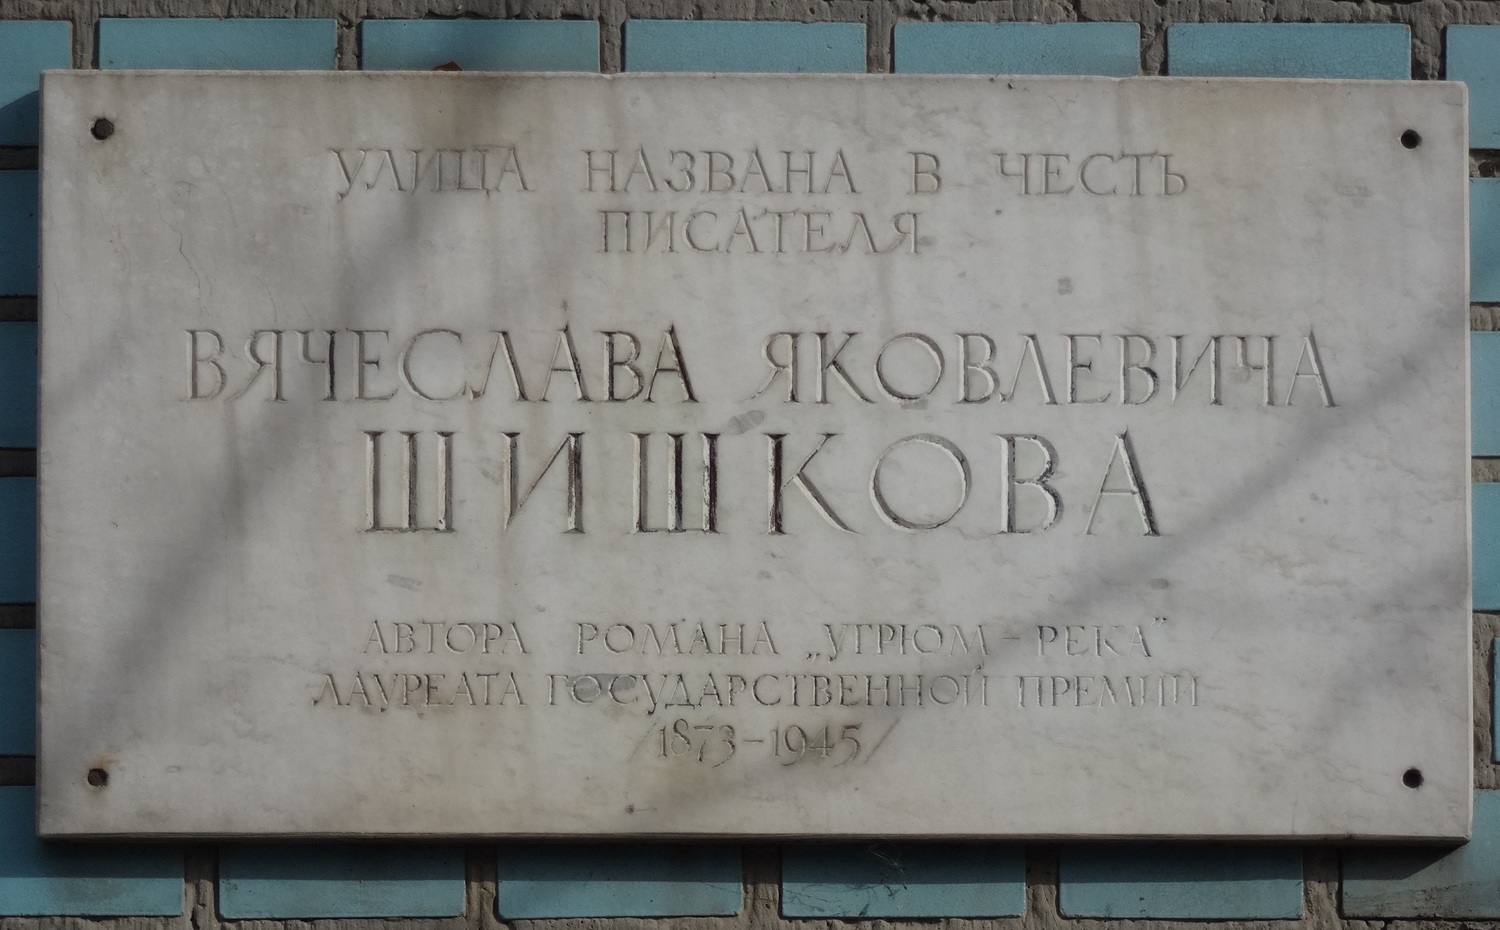 УЛИЦА НАЗВАНА В ЧЕСТЬ
ПИСАТЕЛЯ
ВЯЧЕСЛАВА ЯКОВЛЕВИЧА
ШИШКОВА
АВТОРА РОМАНА „УГРЮМ-РЕКА"
ЛАУРЕАТА ГОСУДАРСТВЕННОЙ ПРЕМИИ
1873-1945